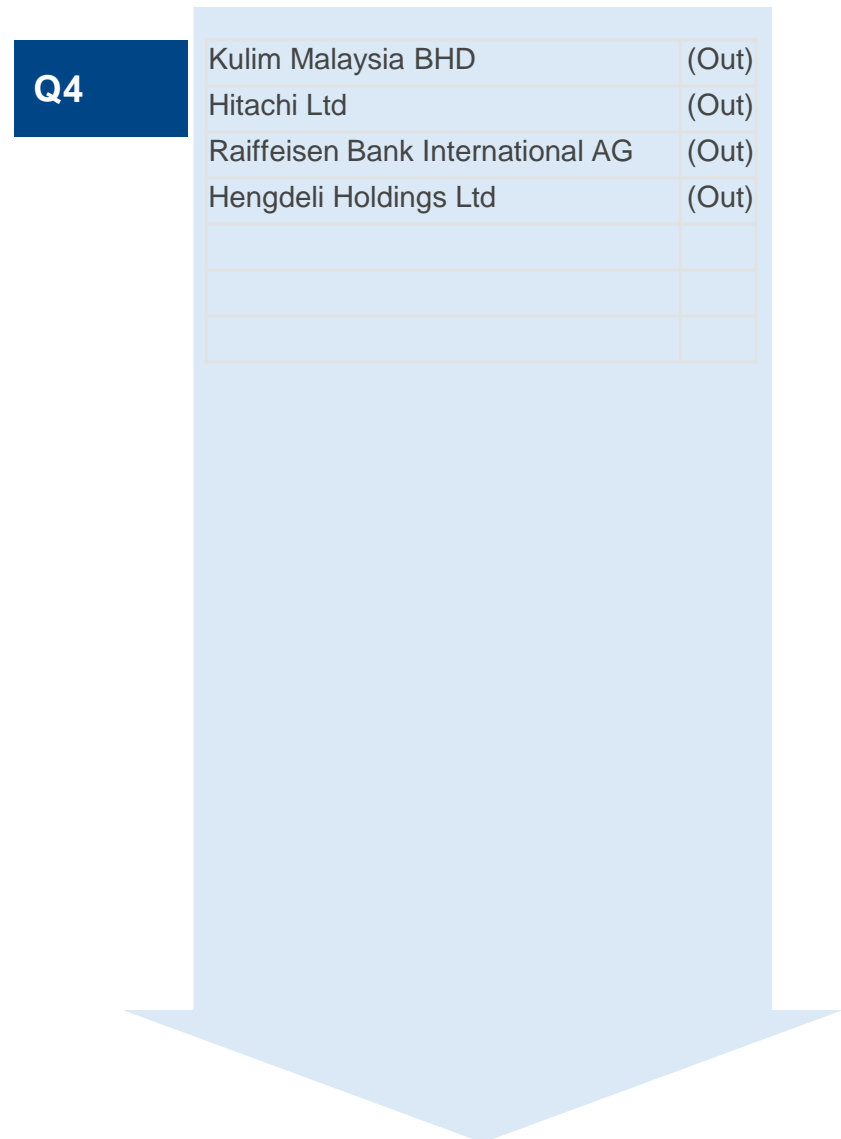 Q4
Kulim Malaysia BHD (Out)
Hitachi Ltd (Out)
Raiffeisen Bank International AG (Out)
Hengdeli Holdings Ltd (Out)